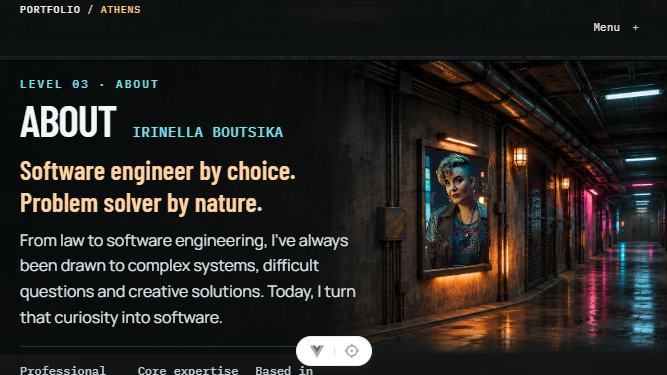 PORTFOLIO / ATHENS
Menu +
LEVEL 03 · ABOUT
ABOUT IRINELLA BOUTSIKA
Software engineer by choice.
Problem solver by nature.
From law to software engineering, I've always
been drawn to complex systems, difficult
questions and creative solutions. Today, I turn
that curiosity into software.
Professional Core expertise Based in